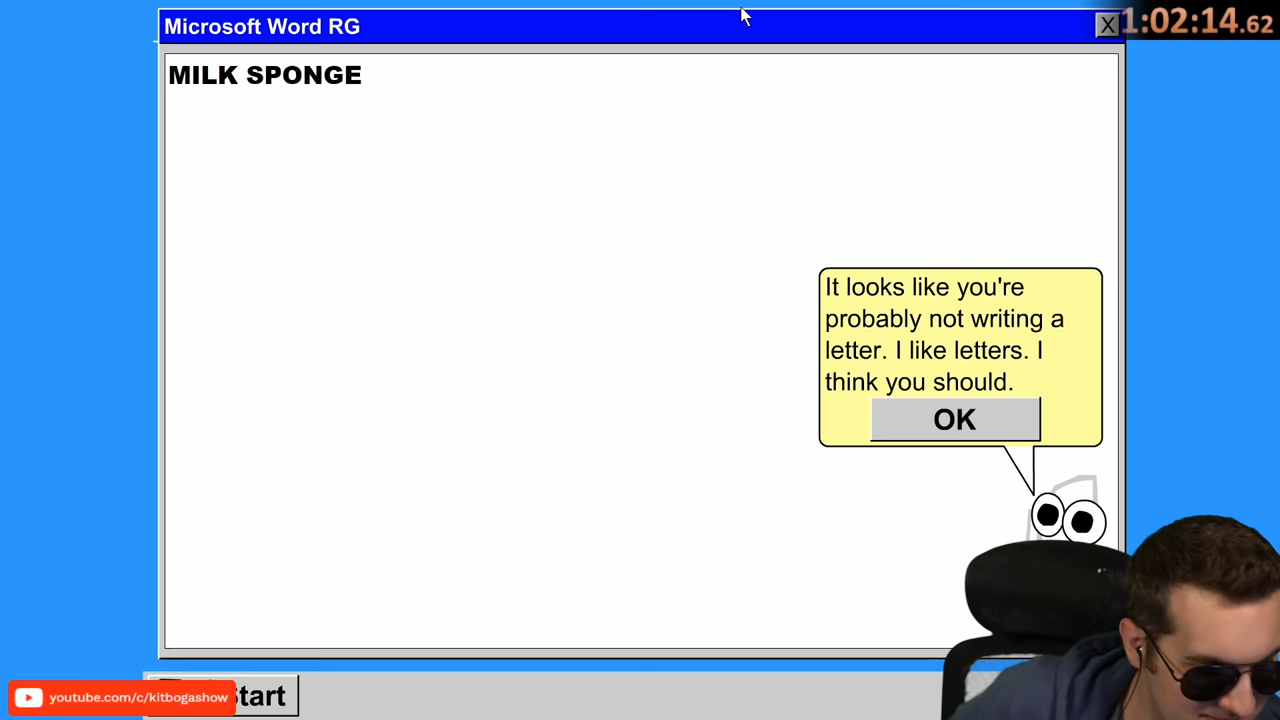 Microsoft Word RG
X
1:02:14.62
MILK SPONGE
It looks like you're
probably not writing a
letter. I like letters. I
think you should.
OK
youtube.com/c/kitbogashow